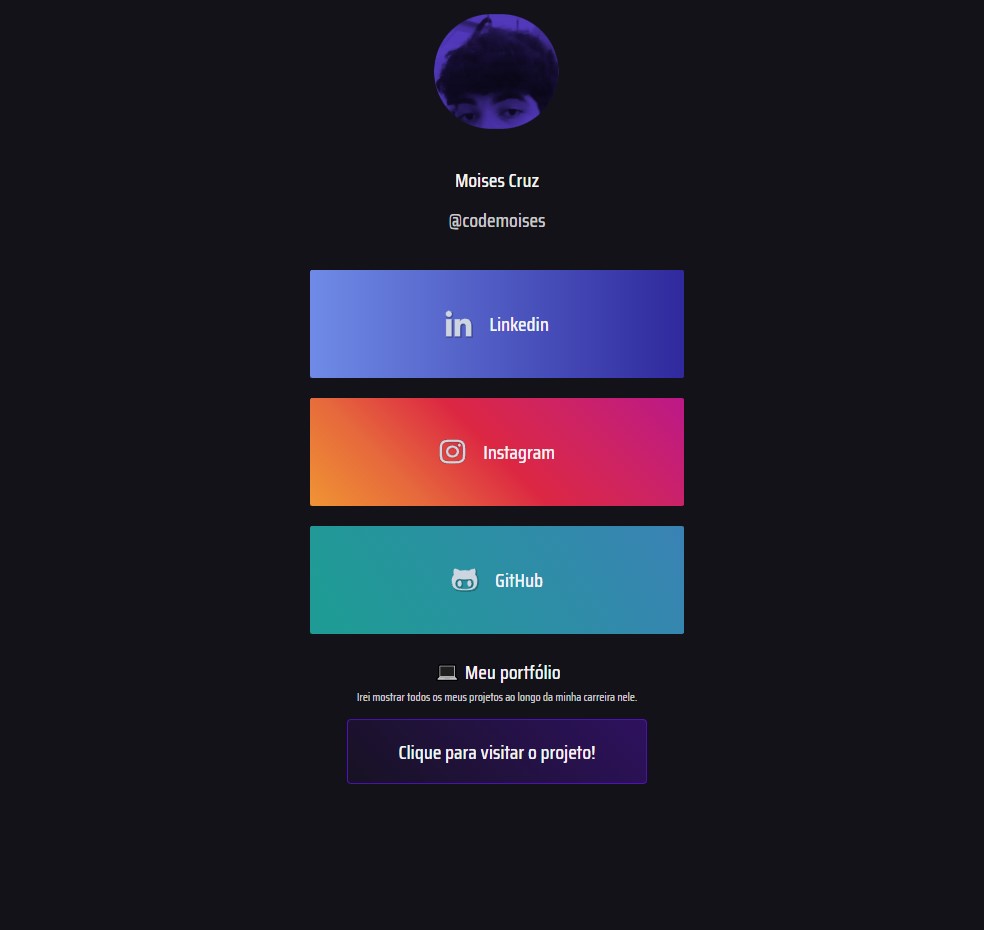 Moises Cruz
@codemoises
Linkedin
Instagram
GitHub
Meu portfólio
Irei mostrar todos os meus projetos ao longo da minha carreira nele.
Clique para visitar o projeto!